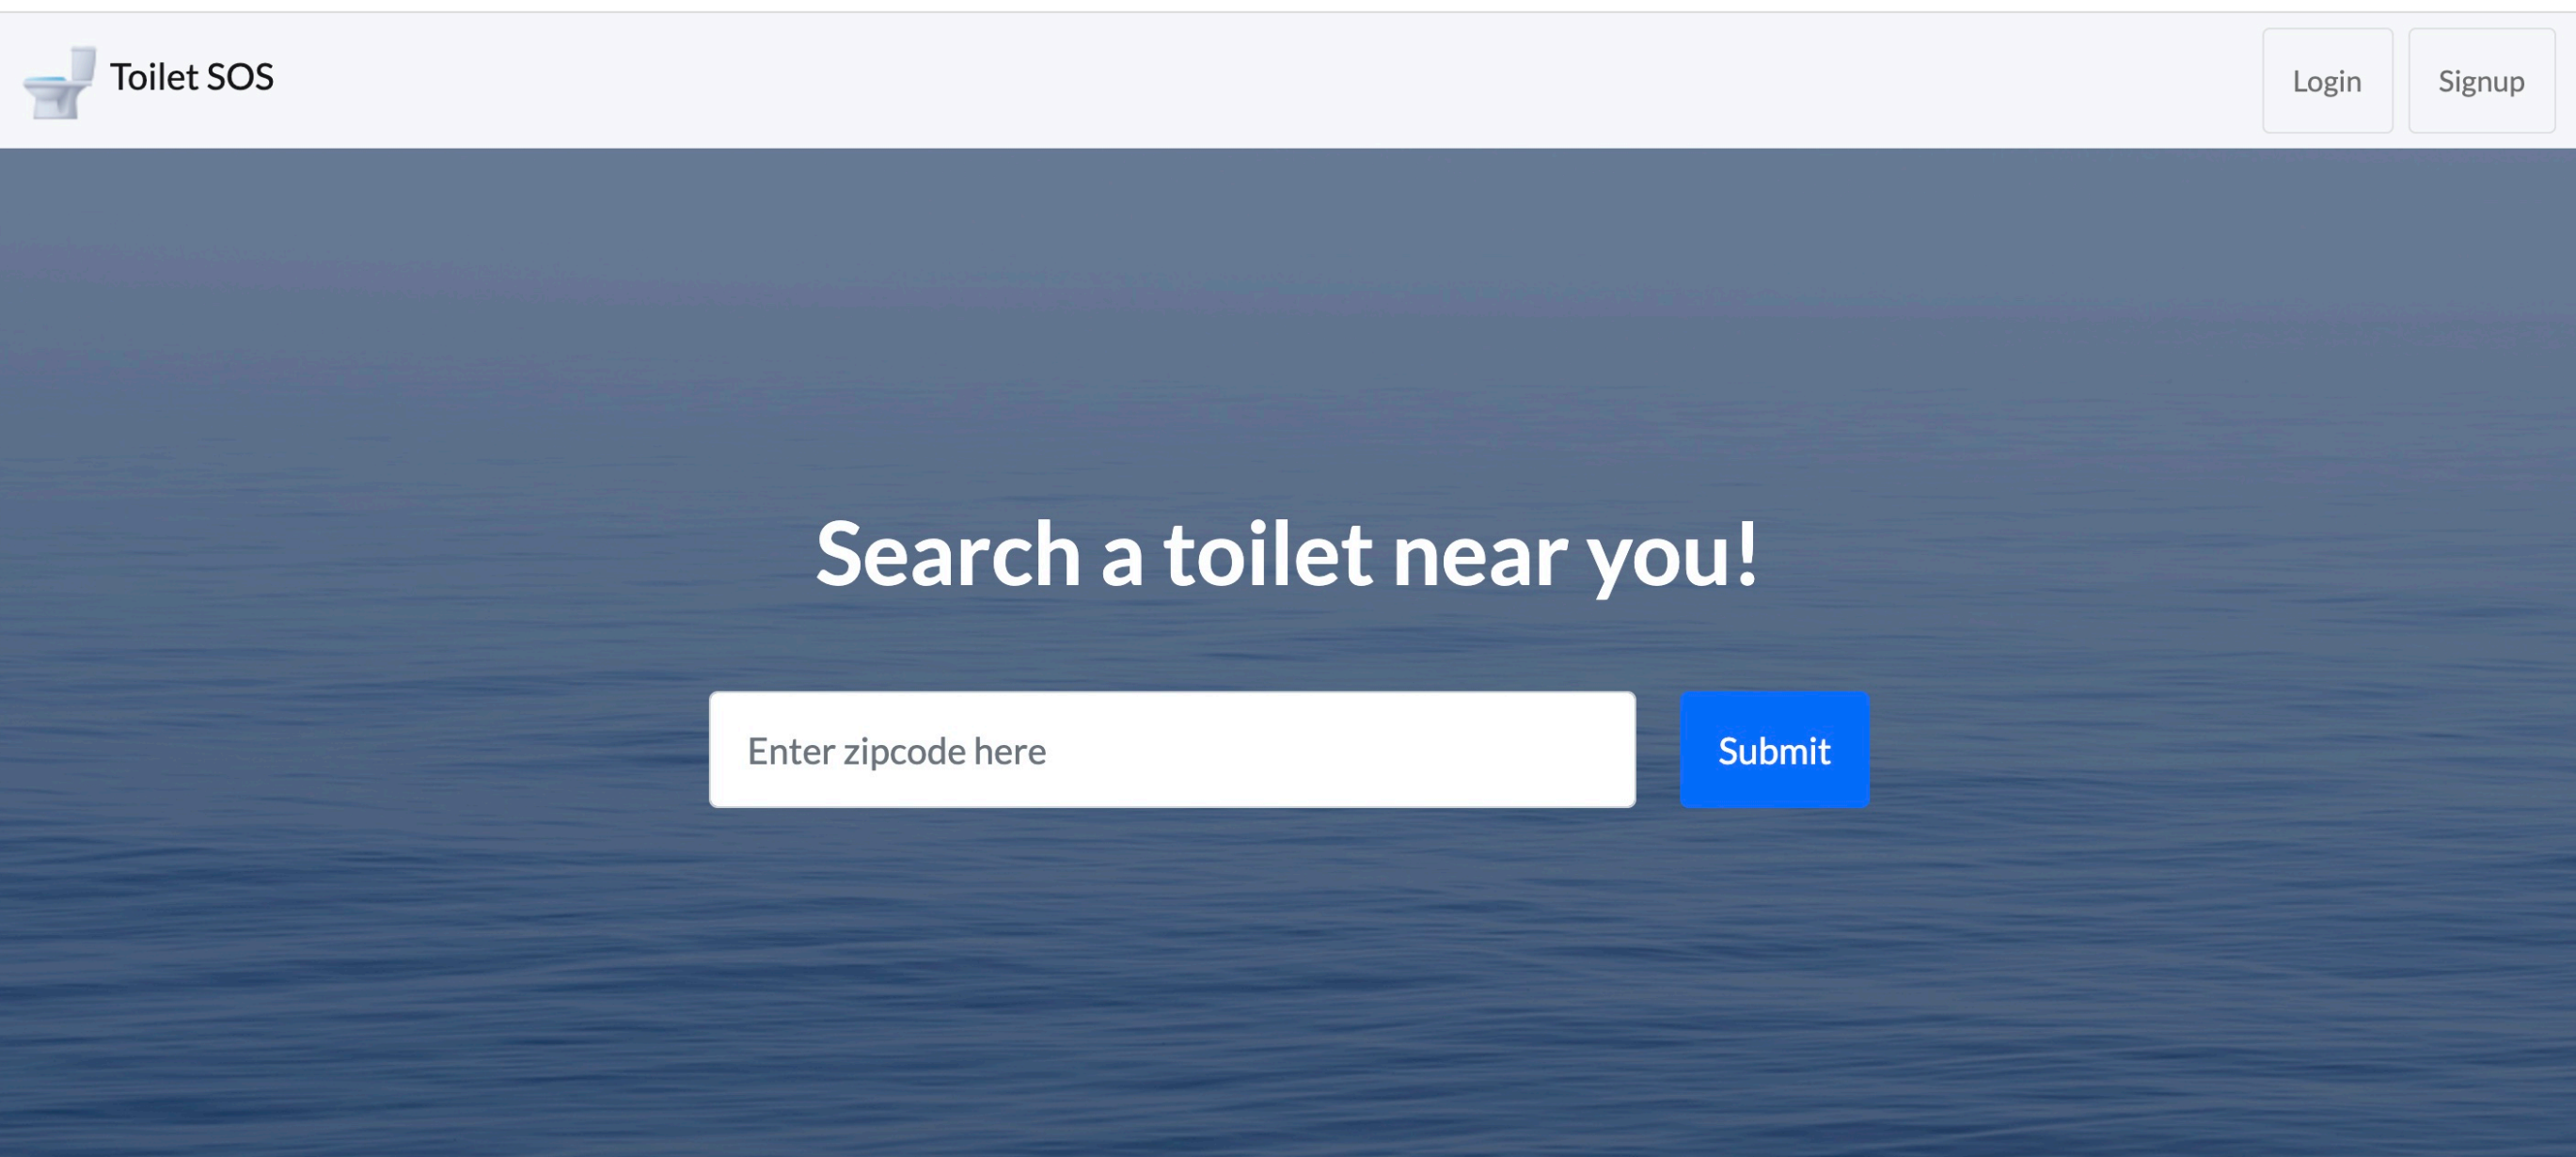 Toilet SOS
Login
Signup
Search a toilet near you!
Enter zipcode here
Submit